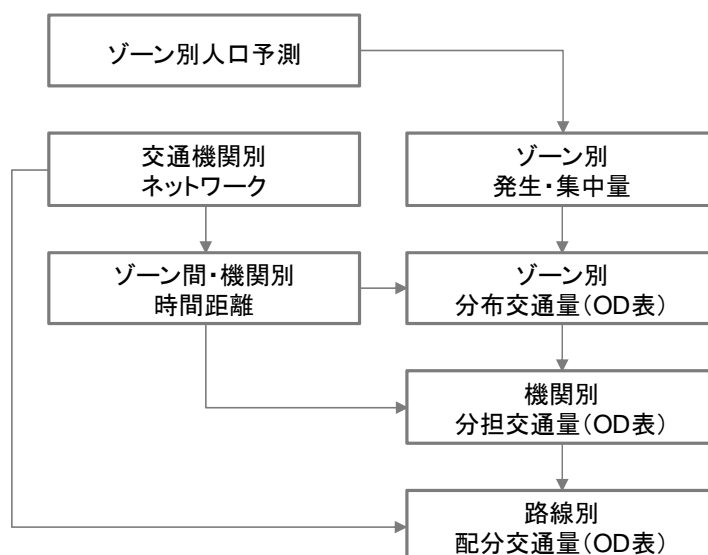 ゾーン別人口予測
交通機関別
ネットワーク
ゾーン別
発生・集中量
ゾーン間・機関別
時間距離
ゾーン別
分布交通量（OD表）
機関別
分担交通量（OD表）
路線別
配分交通量（OD表）